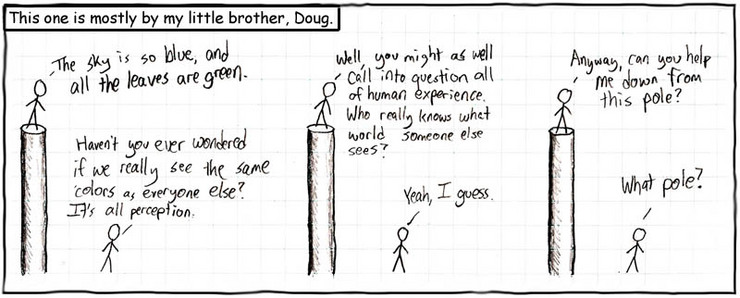 This one is mostly by my little brother, Doug.
The sky is so blue, and
all the leaves are green.
Haven't you ever wondered
if we really see the same
colors as everyone else?
It's all perception.
Well, you might as well
call into question all
of human experience.
Who really knows what
world someone else
sees?
Yeah, I guess.
Anyway, can you help
me down from
this pole?
What pole?